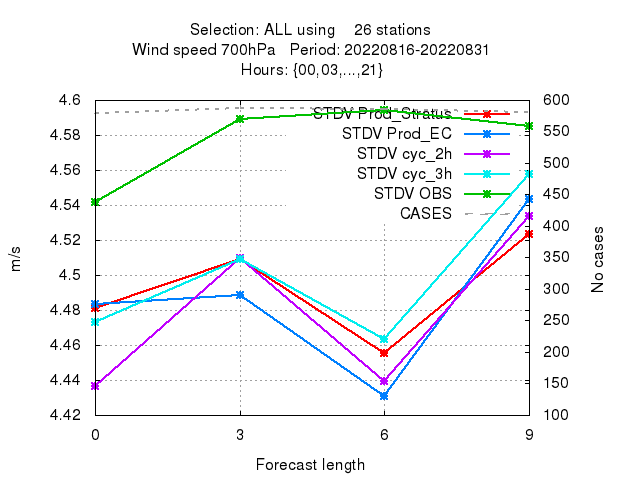 Selection: ALL using 26 stations
Wind speed 700hPa Period: 20220816-20220831
Hours: {00,03,...,21}
4.6
4.58
4.56
4.54
4.52
4.5
4.48
4.46
4.44
4.42
m/s
STDV Prod_Stratus
STDV Prod_EC
STDV cyc_2h
STDV cyc_3h
STDV OBS
CASES
600
550
500
450
400
350
300
250
200
150
100
No cases
0 3 6 9
Forecast length